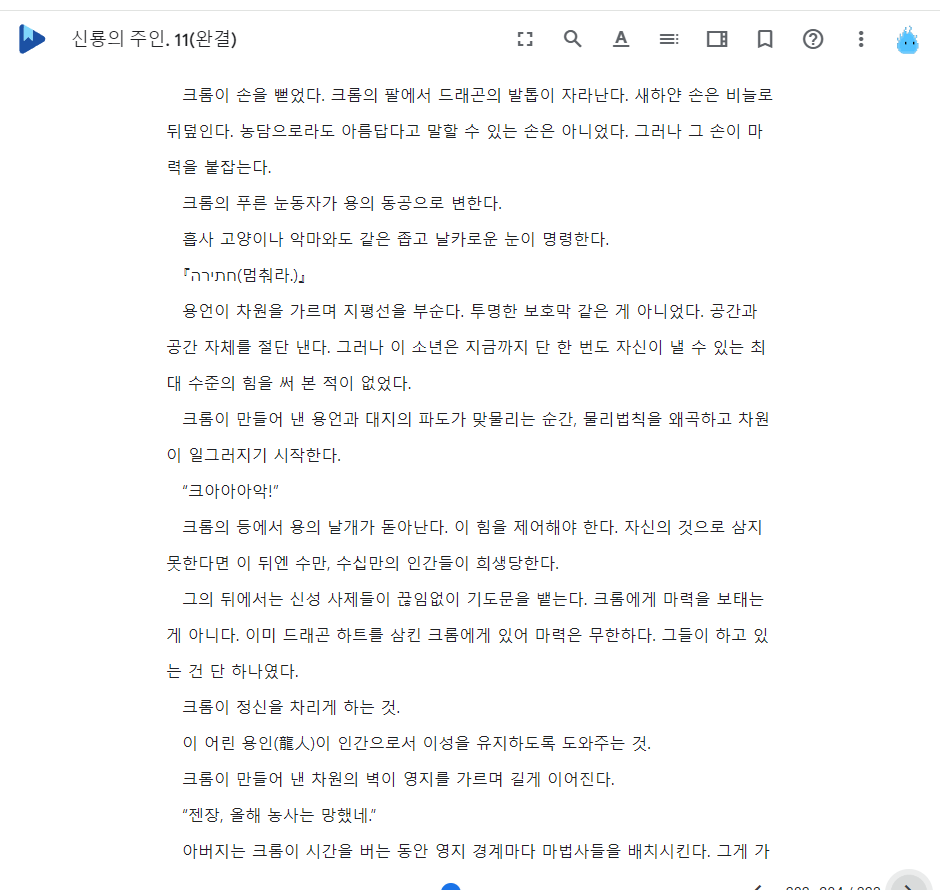 신룡의 주인. 11(완결)
크롬이 손을 뻗었다. 크롬의 팔에서 드래곤의 발톱이 자라난다. 새하얀 손은 비늘로
뒤덮인다. 농담으로라도 아름답다고 말할 수 있는 손은 아니었다. 그러나 그 손이 마
력을 붙잡는다.
크롬의 푸른 눈동자가 용의 동공으로 변한다.
흡사 고양이나 악마와도 같은 좁고 날카로운 눈이 명령한다.
『חתירה(멈춰라.)』
용언이 차원을 가르며 지평선을 부순다. 투명한 보호막 같은 게 아니었다. 공간과
공간 자체를 절단 낸다. 그러나 이 소년은 지금까지 단 한 번도 자신이 낼 수 있는 최
대 수준의 힘을 써 본 적이 없었다.
크롬이 만들어 낸 용언과 대지의 파도가 맞물리는 순간, 물리법칙을 왜곡하고 차원
이 일그러지기 시작한다.
“크아아아악!”
크롬의 등에서 용의 날개가 돋아난다. 이 힘을 제어해야 한다. 자신의 것으로 삼지
못한다면 이 뒤엔 수만, 수십만의 인간들이 희생당한다.
그의 뒤에서는 신성 사제들이 끊임없이 기도문을 뱉는다. 크롬에게 마력을 보태는
게 아니다. 이미 드래곤 하트를 삼킨 크롬에게 있어 마력은 무한하다. 그들이 하고 있
는 건 단 하나였다.
크롬이 정신을 차리게 하는 것.
이 어린 용인(龍人)이 인간으로서 이성을 유지하도록 도와주는 것.
크롬이 만들어 낸 차원의 벽이 영지를 가르며 길게 이어진다.
“젠장, 올해 농사는 망했네.”
아버지는 크롬이 시간을 버는 동안 영지 경계마다 마법사들을 배치시킨다. 그게 가